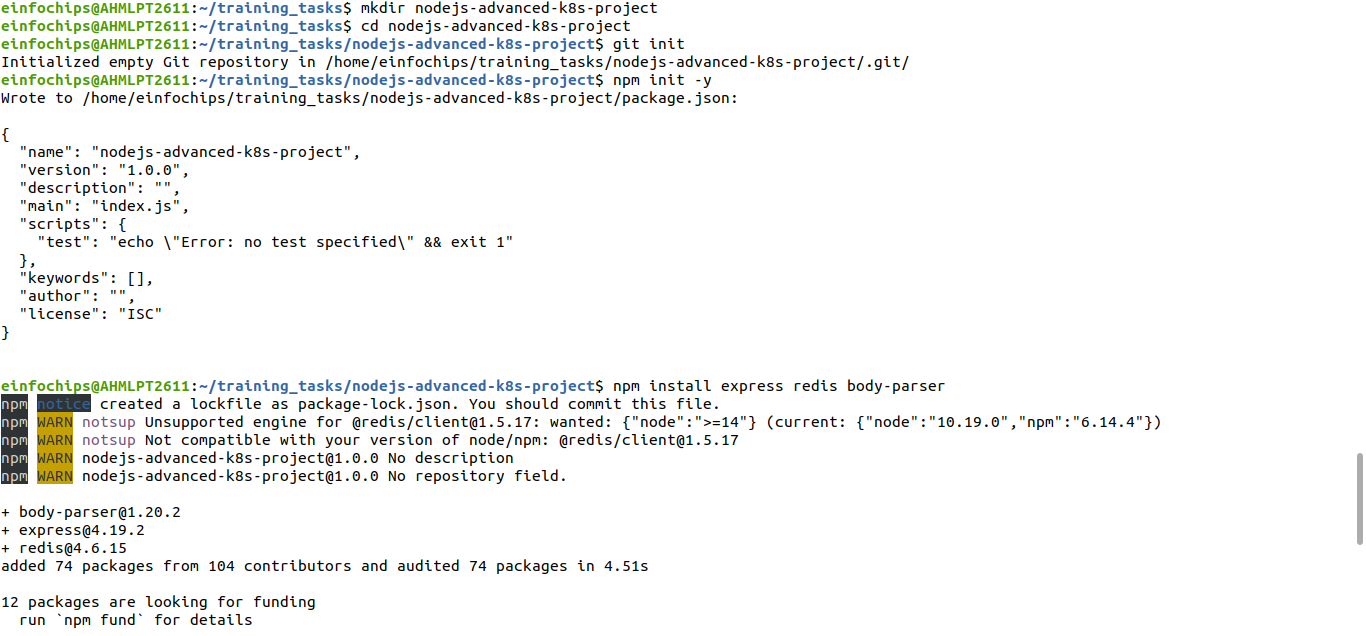 einfochips@AHMLPT2611:~/training_tasks$ mkdir nodejs-advanced-k8s-project
einfochips@AHMLPT2611:~/training_tasks$ cd nodejs-advanced-k8s-project
einfochips@AHMLPT2611:~/training_tasks/nodejs-advanced-k8s-project$ git init
Initialized empty Git repository in /home/einfochips/training_tasks/nodejs-advanced-k8s-project/.git/
einfochips@AHMLPT2611:~/training_tasks/nodejs-advanced-k8s-project$ npm init -y
Wrote to /home/einfochips/training_tasks/nodejs-advanced-k8s-project/package.json:

{
  "name": "nodejs-advanced-k8s-project",
  "version": "1.0.0",
  "description": "",
  "main": "index.js",
  "scripts": {
    "test": "echo \"Error: no test specified\" && exit 1"
  },
  "keywords": [],
  "author": "",
  "license": "ISC"
}

einfochips@AHMLPT2611:~/training_tasks/nodejs-advanced-k8s-project$ npm install express redis body-parser
npm notice created a lockfile as package-lock.json. You should commit this file.
npm WARN notsup Unsupported engine for @redis/client@1.5.17: wanted: {"node":">=14"} (current: {"node":"10.19.0","npm":"6.14.4"})
npm WARN notsup Not compatible with your version of node/npm: @redis/client@1.5.17
npm WARN nodejs-advanced-k8s-project@1.0.0 No description
npm WARN nodejs-advanced-k8s-project@1.0.0 No repository field.

+ body-parser@1.20.2
+ express@4.19.2
+ redis@4.6.15
added 74 packages from 104 contributors and audited 74 packages in 4.51s

12 packages are looking for funding
  run `npm fund` for details